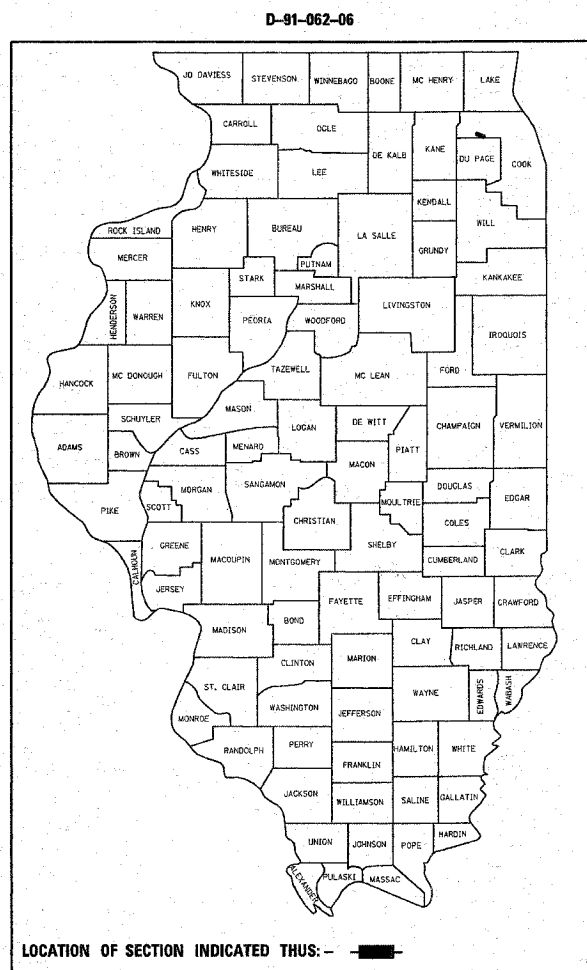 D-91-062-06
JO DAVIESS
STEVENSON
WINNEBAGO
BOONE
MC HENRY
LAKE
CARROLL
OGLE
DE KALB
KANE
DU PAGE
COOK
WHITESIDE
LEE
KENDALL
WILL
ROCK ISLAND
HENRY
BUREAU
LA SALLE
GRUNDY
MERCER
PUTNAM
KANKAKEE
STARK
MARSHALL
HENDERSON
WARREN
KNOX
PEORIA
WOODFORD
LIVINGSTON
IROQUOIS
HANCOCK
MC DONOUGH
FULTON
TAZEWELL
MC LEAN
FORD
MASON
SCHUYLER
LOGAN
DE WITT
CHAMPAIGN
VERMILION
ADAMS
BROWN
CASS
MENARD
PIATT
MACON
MORGAN
SANGAMON
DOUGLAS
EDGAR
PIKE
SCOTT
CHRISTIAN
MOULTRIE
COLES
GREENE
MACOUPIN
SHELBY
CALHOUN
MONTGOMERY
CUMBERLAND
CLARK
JERSEY
FAYETTE
EFFINGHAM
JASPER
CRAWFORD
MADISON
BOND
CLAY
RICHLAND
LAWRENCE
CLINTON
MARION
ST. CLAIR
WAYNE
EDWARDS
WABASH
WASHINGTON
JEFFERSON
MONROE
RANDOLPH
PERRY
HAMILTON
WHITE
FRANKLIN
JACKSON
WILLIAMSON
SALINE
GALLATIN
UNION
JOHNSON
POPE
HARDIN
ALEXANDER
PULASKI
MASSAC
LOCATION OF SECTION INDICATED THUS: -